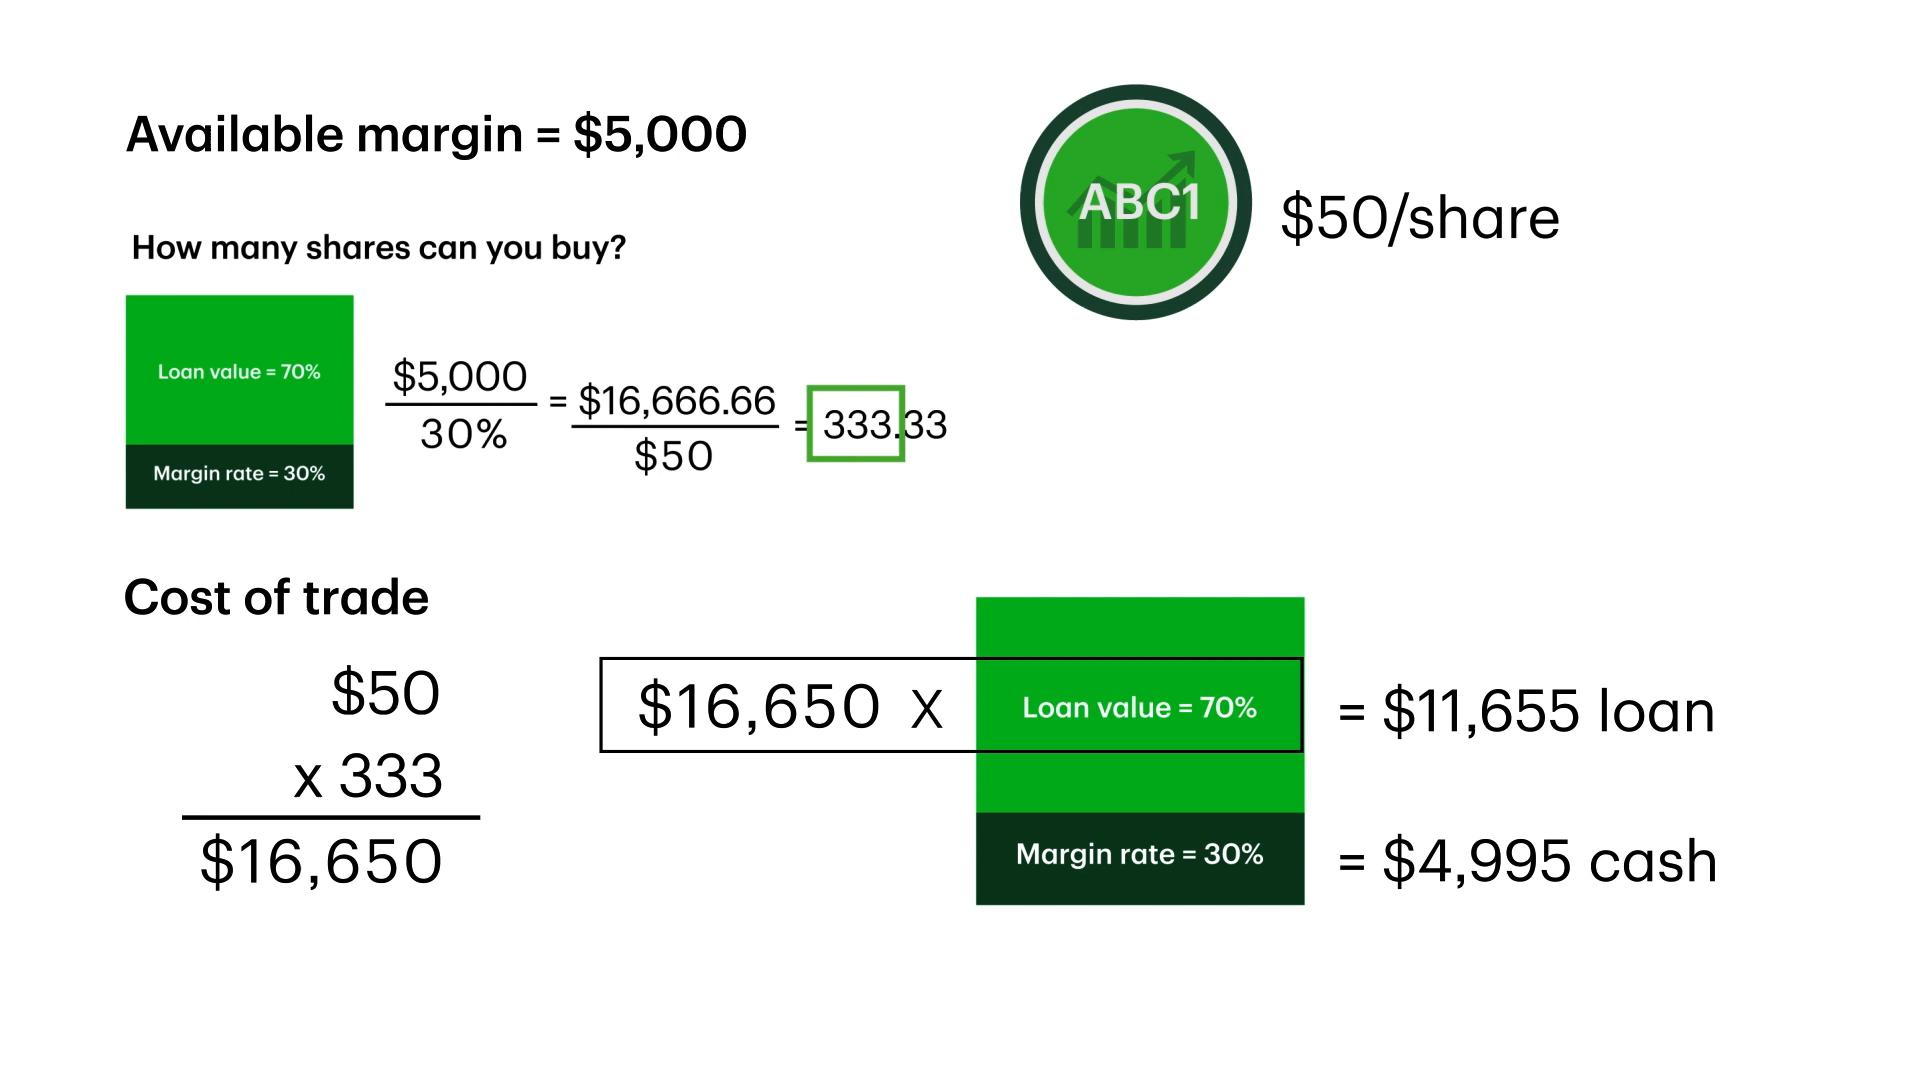 Available margin = $5,000
ABC1
$50/share
How many shares can you buy?
Loan value = 70%
Margin rate = 30%
$5,000
30%
= $16,666.66
$50
= 333.33
Cost of trade
$50
x 333
$16,650
$16,650 X
Loan value = 70%
= $11,655 loan
Margin rate = 30%
= $4,995 cash